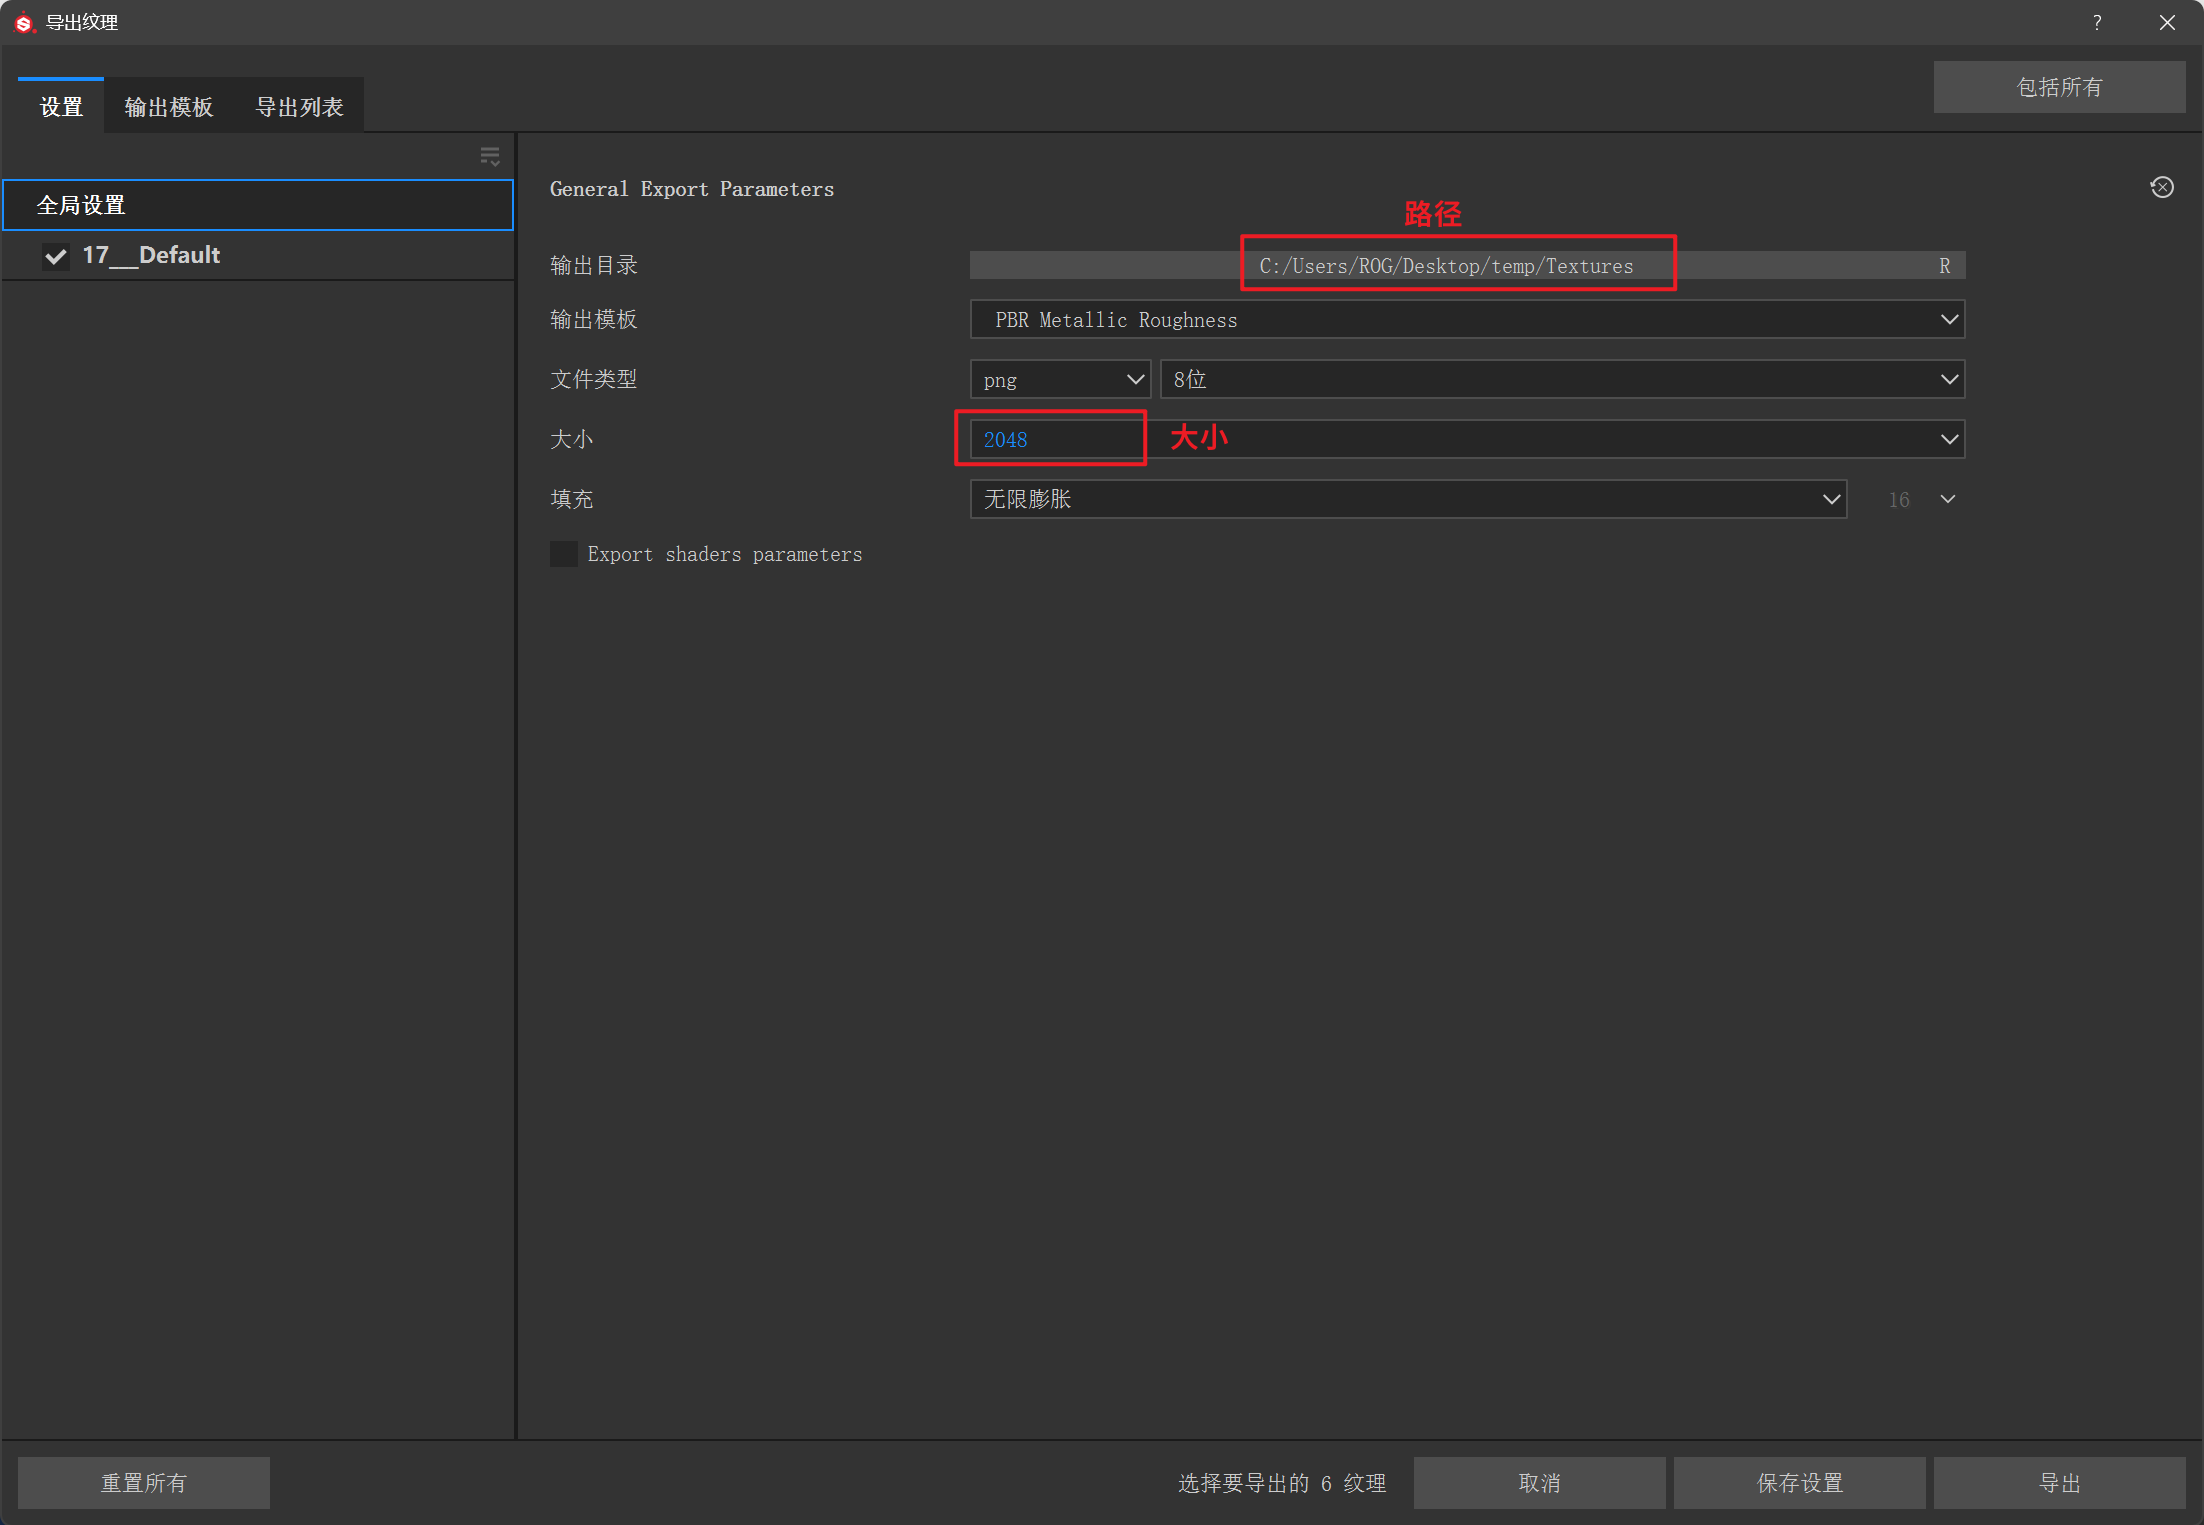 导出纹理
?
设置 输出模板 导出列表
包括所有
全局设置
17___Default
General Export Parameters
路径
输出目录 C:/Users/ROG/Desktop/temp/Textures R
输出模板 PBR Metallic Roughness
文件类型 png 8位
大小 2048 大小
填充 无限膨胀 16
Export shaders parameters
重置所有
选择要导出的 6 纹理
取消
保存设置
导出